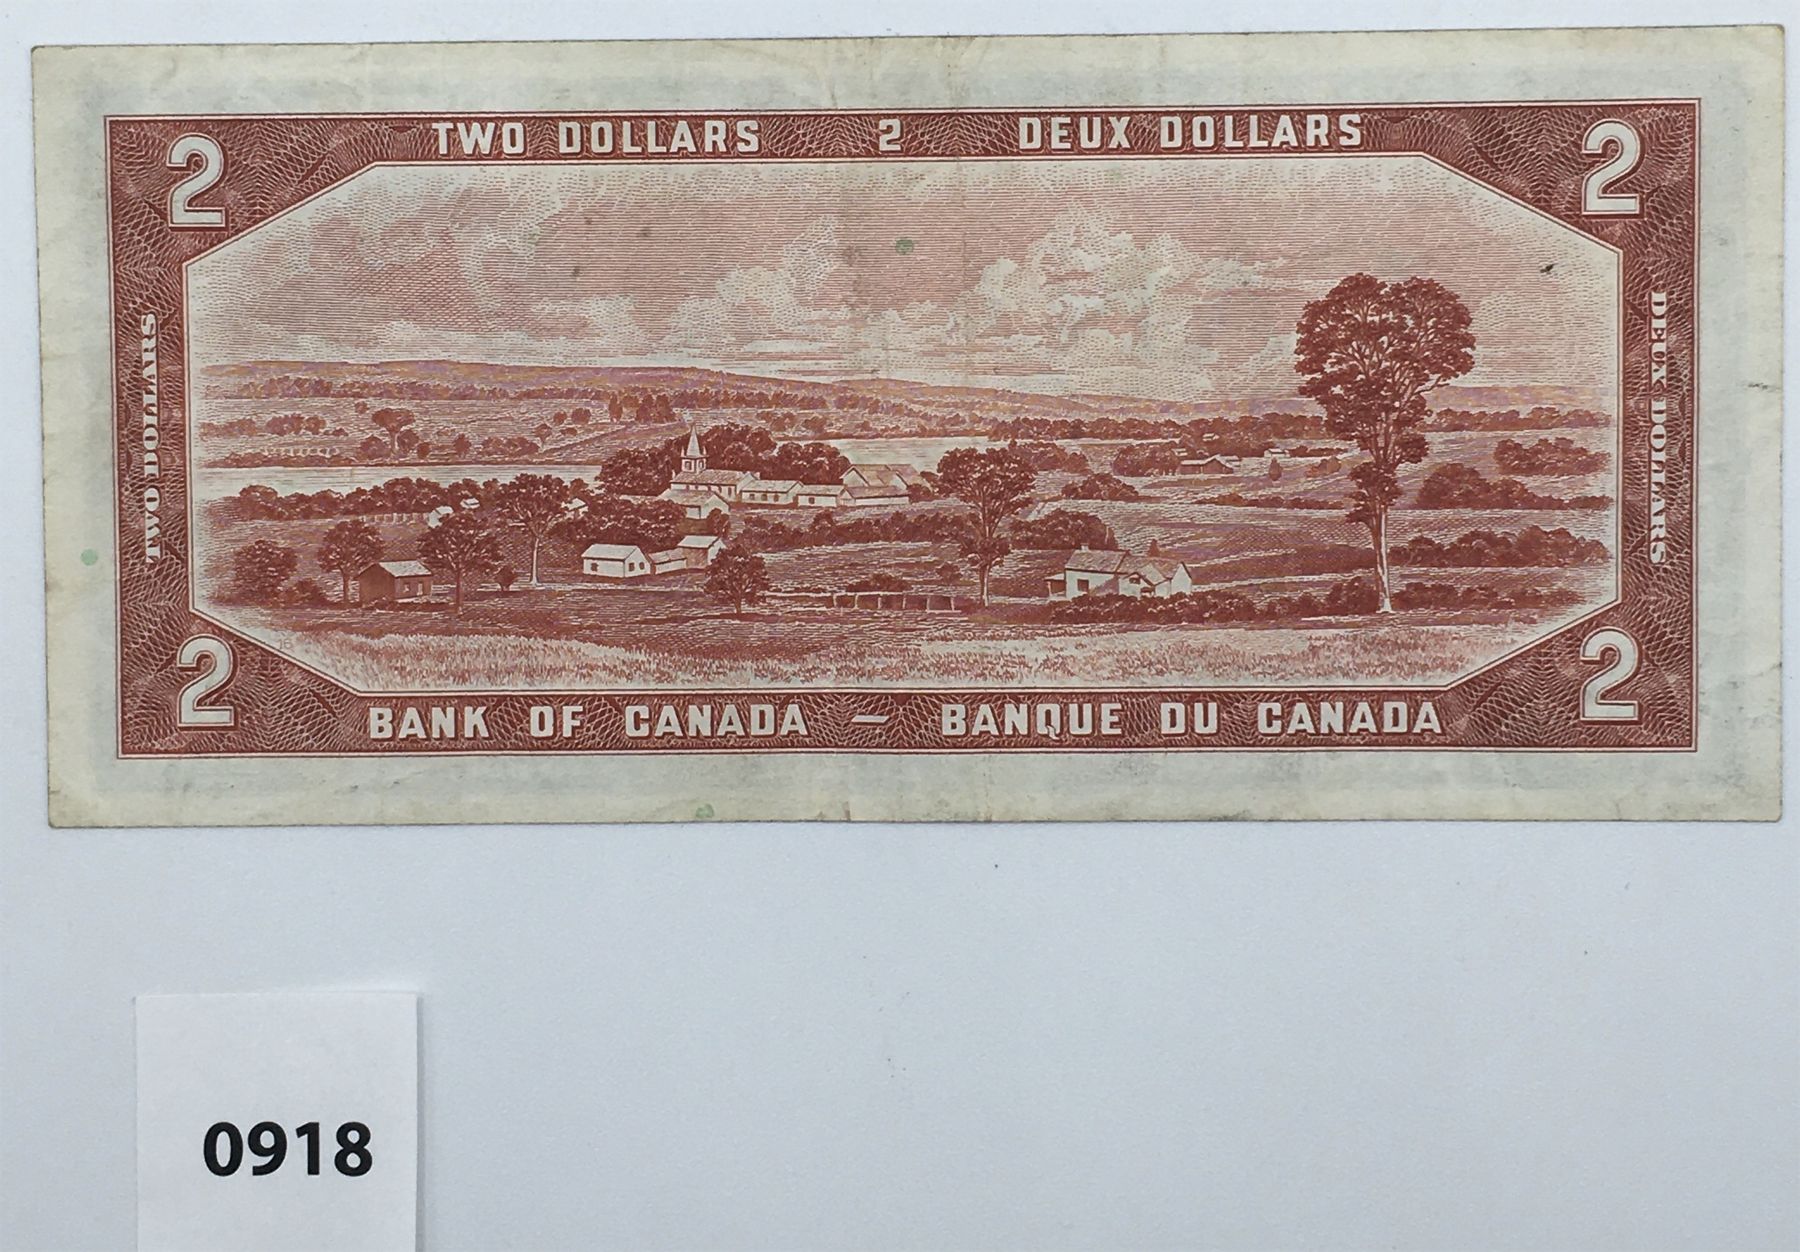 TWO DOLLARS 2 DEUX DOLLARS
2 2
TWO DOLLARS
DEUX DOLLARS
2 2
BANK OF CANADA – BANQUE DU CANADA
0918